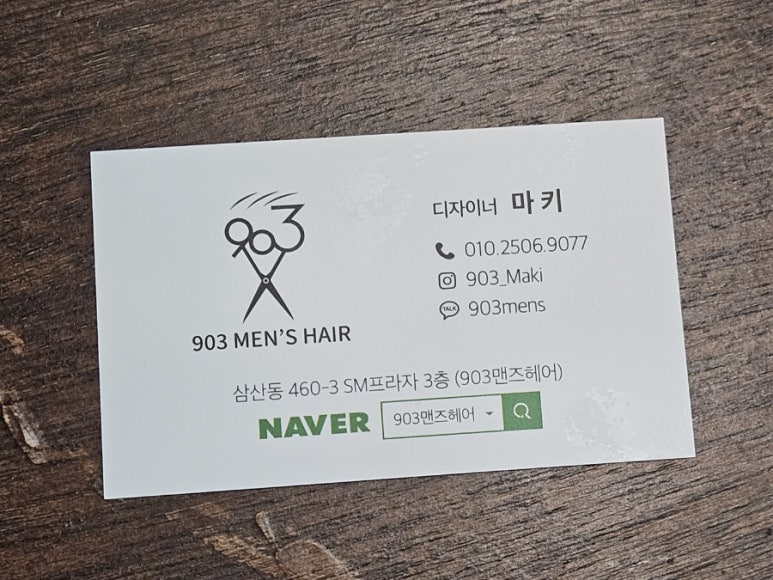 903
903 MEN'S HAIR
디자이너 마키
010.2506.9077
903_Maki
TALK 903mens
삼산동 460-3 SM프라자 3층 (903맨즈헤어)
NAVER 903맨즈헤어